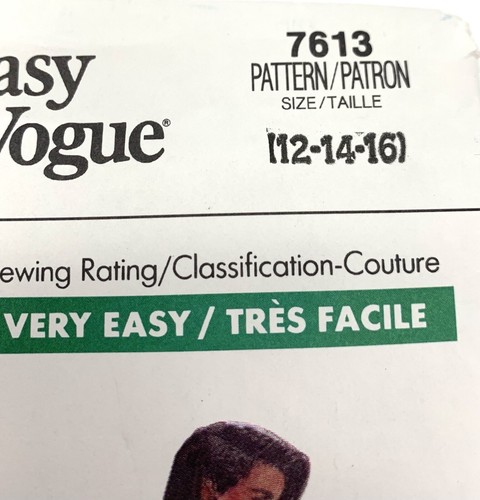 7613
PATTERN/PATRON
SIZE/TAILLE
(12-14-16)
asy
Vogue®
ewing Rating/Classification-Couture
VERY EASY / TRÈS FACILE